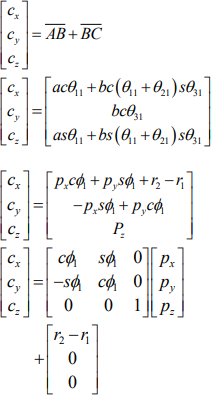 [c_x c_y c_z] = \overline{AB} + \overline{BC}
[c_x c_y c_z] = [acθ_{11} + bc(θ_{11} + θ_{21})sθ_{31} bcθ_{31} asθ_{11} + bs(θ_{11} + θ_{21})sθ_{31}]
[c_x c_y c_z] = [p_x cϕ_1 + p_y sϕ_1 + r_2 − r_1 −p_x sϕ_1 + p_y cϕ_1 P_z]
[c_x c_y c_z] = [cϕ_1 sϕ_1 0 −sϕ_1 cϕ_1 0 0 0 1][p_x p_y p_z]
+ [r_2 − r_1 0 0]